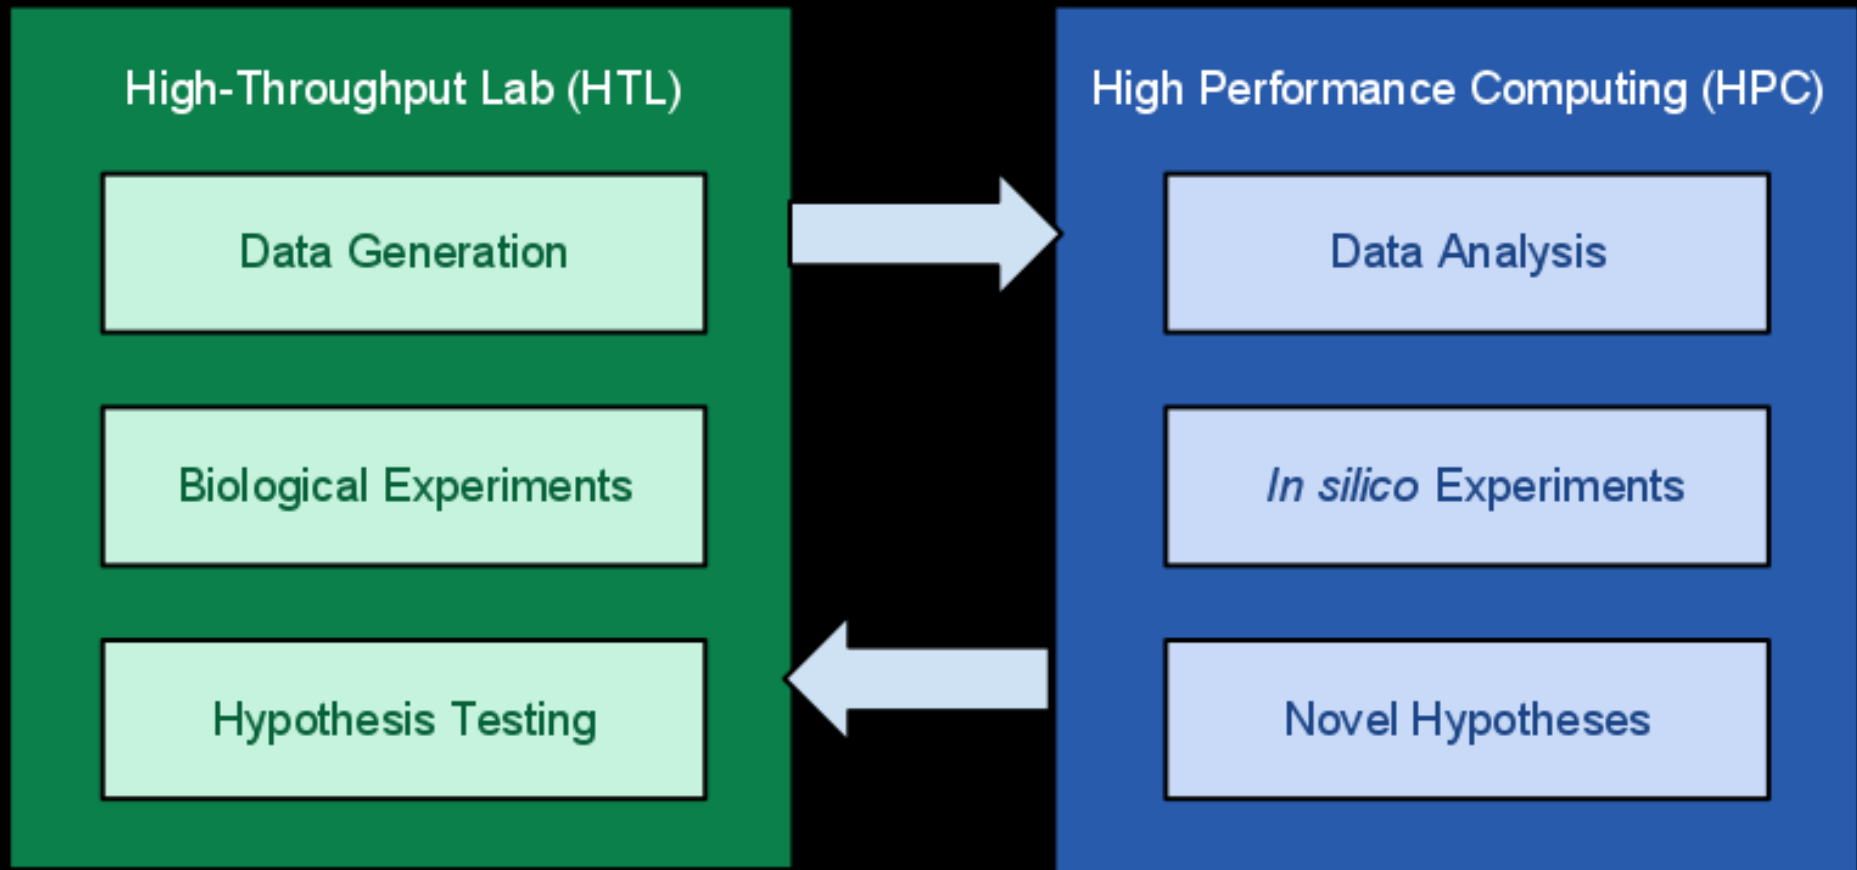 High-Throughput Lab (HTL)
Data Generation
Biological Experiments
Hypothesis Testing
High Performance Computing (HPC)
Data Analysis
In silico Experiments
Novel Hypotheses